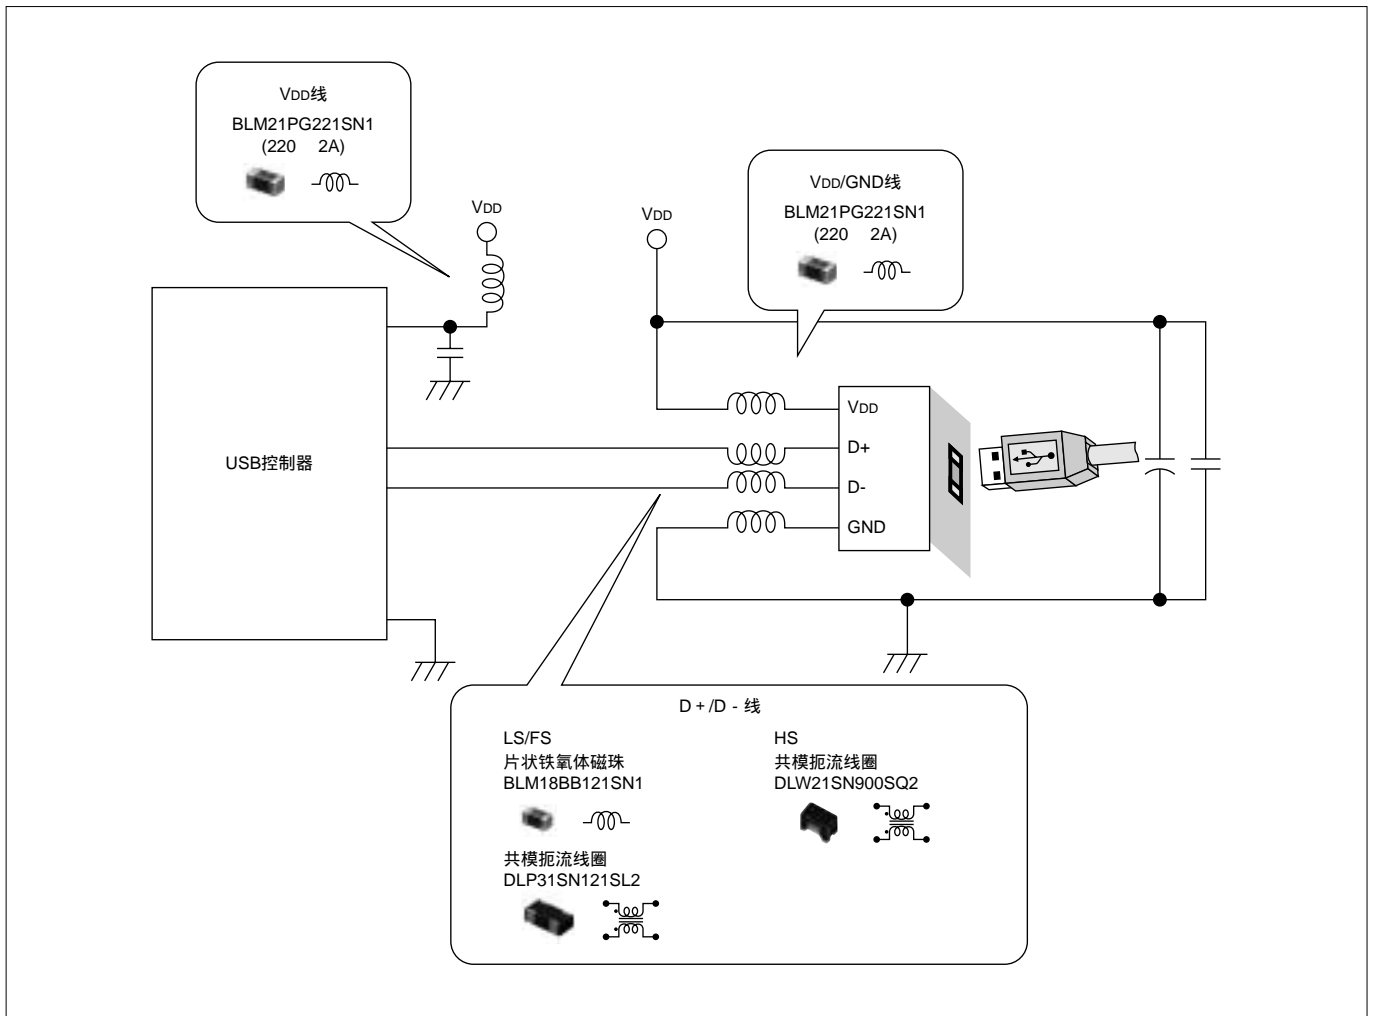 VDD线
BLM21PG221SN1
(220 2A)
VDD
VDD
VDD/GND线
BLM21PG221SN1
(220 2A)
USB控制器
VDD
D+
D-
GND
D + /D - 线
LS/FS
片状铁氧体磁珠
BLM18BB121SN1
共模扼流线圈
DLP31SN121SL2
HS
共模扼流线圈
DLW21SN900SQ2